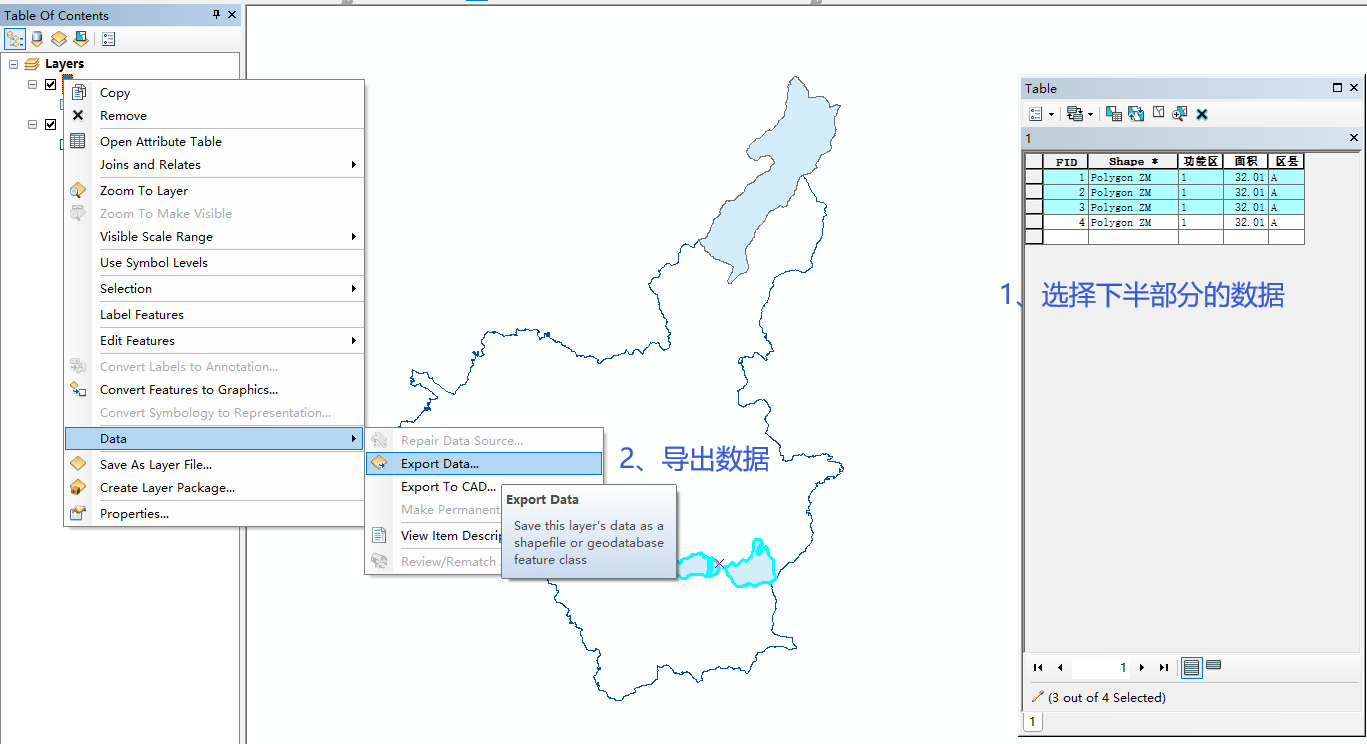 Table Of Contents
Layers
Copy
Remove
Open Attribute Table
Joins and Relates
Zoom To Layer
Zoom To Make Visible
Visible Scale Range
Use Symbol Levels
Selection
Label Features
Edit Features
Convert Labels to Annotation...
Convert Features to Graphics...
Convert Symbology to Representation...
Data
Save As Layer File...
Create Layer Package...
Properties...
Repair Data Source...
Export Data...
Export To CAD...
Make Permanent
View Item Descrip
Review/Rematch
Export Data
Save this layer's data as a
shapefile or geodatabase
feature class
2、导出数据
Table
1
FID Shape * 功能区 面积 区县
1 Polygon ZM 1 32.01 A
2 Polygon ZM 1 32.01 A
3 Polygon ZM 1 32.01 A
4 Polygon ZM 1 32.01 A
1、选择下半部分的数据
1
(3 out of 4 Selected)
1